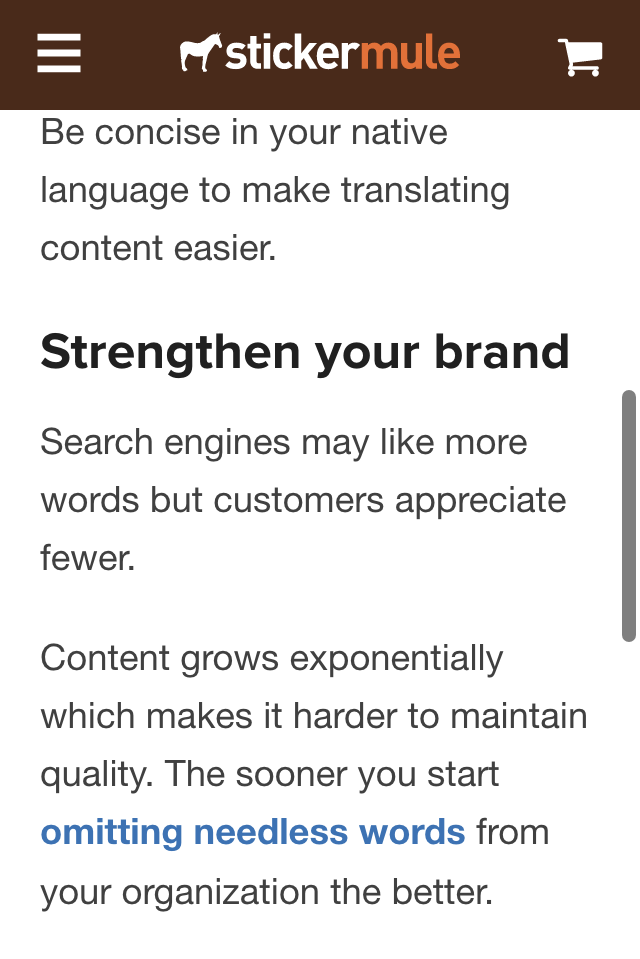 stickermule
Be concise in your native
language to make translating
content easier.
Strengthen your brand
Search engines may like more
words but customers appreciate
fewer.
Content grows exponentially
which makes it harder to maintain
quality. The sooner you start
omitting needless words from
your organization the better.